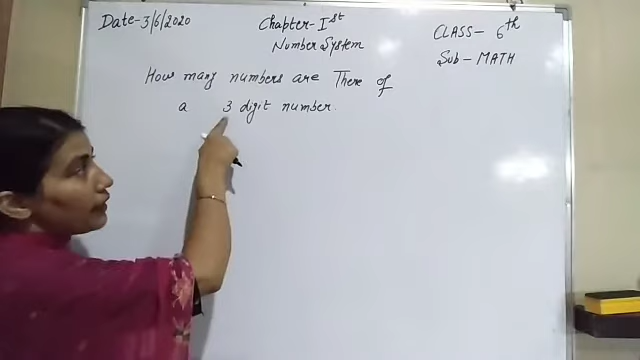 Date-3/6/2020
Chapter-Ist
Number System
CLASS- 6th
Sub-MATH
How many numbers are There of
a 3 digit number.